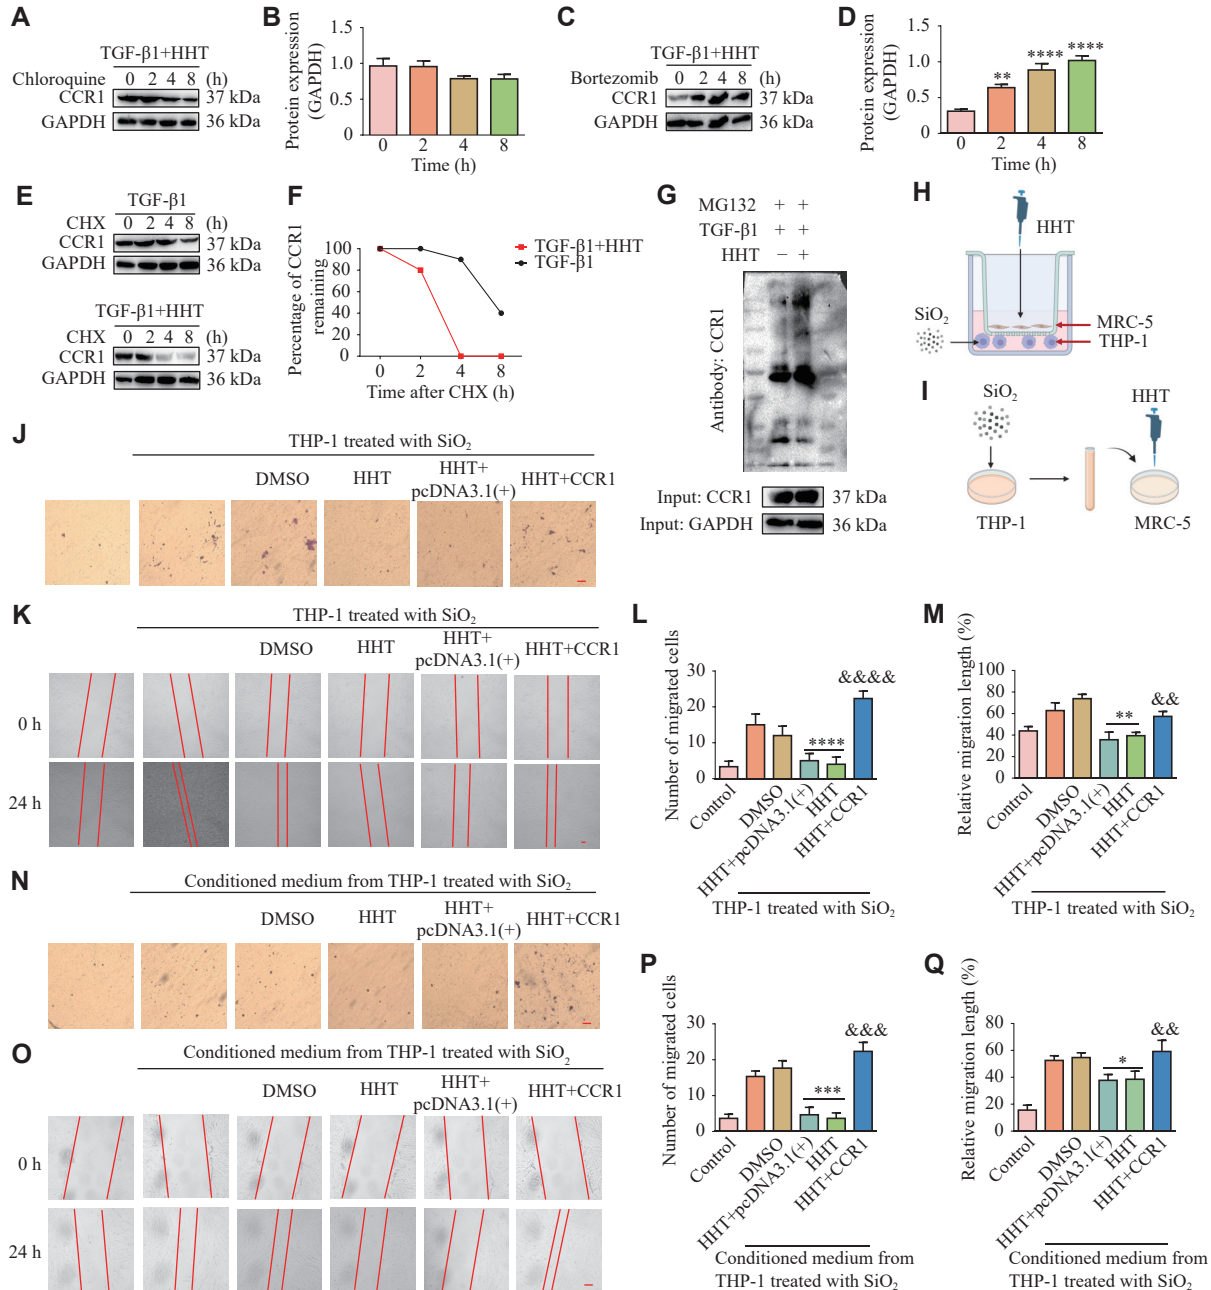 A
TGF-β1+HHT
Chloroquine 0 2 4 8 (h)
CCR1 37 kDa
GAPDH 36 kDa
B
Protein expression
(GAPDH)
1.5
1.0
0.5
0
0 2 4 8
Time (h)
C
TGF-β1+HHT
Bortezomib 0 2 4 8 (h)
CCR1 37 kDa
GAPDH 36 kDa
D
Protein expression
(GAPDH)
1.5
1.0
0.5
0
** **** ****
0 2 4 8
Time (h)
E
TGF-β1
CHX 0 2 4 8 (h)
CCR1 37 kDa
GAPDH 36 kDa
TGF-β1+HHT
CHX 0 2 4 8 (h)
CCR1 37 kDa
GAPDH 36 kDa
F
Percentage of CCR1
remaining
100
80
60
40
20
0
0 2 4 8
Time after CHX (h)
TGF-β1+HHT
TGF-β1
G
MG132 + +
TGF-β1 + +
HHT − +
Antibody: CCR1
Input: CCR1 37 kDa
Input: GAPDH 36 kDa
H
HHT
SiO₂
MRC-5
THP-1
I
SiO₂
HHT
THP-1
MRC-5
J
THP-1 treated with SiO₂
DMSO HHT HHT+
pcDNA3.1(+) HHT+CCR1
K
THP-1 treated with SiO₂
DMSO HHT HHT+
pcDNA3.1(+) HHT+CCR1
0 h
24 h
L
Number of migrated cells
30
20
10
0
****
&&&&
Control
DMSO
HHT+pcDNA3.1(+)
HHT
HHT+CCR1
THP-1 treated with SiO₂
M
Relative migration length (%)
100
80
60
40
20
0
**
&&
Control
DMSO
HHT+pcDNA3.1(+)
HHT
HHT+CCR1
THP-1 treated with SiO₂
N
Conditioned medium from THP-1 treated with SiO₂
DMSO HHT HHT+
pcDNA3.1(+) HHT+CCR1
O
Conditioned medium from THP-1 treated with SiO₂
DMSO HHT HHT+
pcDNA3.1(+) HHT+CCR1
0 h
24 h
P
Number of migrated cells
30
20
10
0
***
&&&
Control
DMSO
HHT+pcDNA3.1(+)
HHT
HHT+CCR1
Conditioned medium from
THP-1 treated with SiO₂
Q
Relative migration length (%)
80
60
40
20
0
*
&&
Control
DMSO
HHT+pcDNA3.1(+)
HHT
HHT+CCR1
Conditioned medium from
THP-1 treated with SiO₂